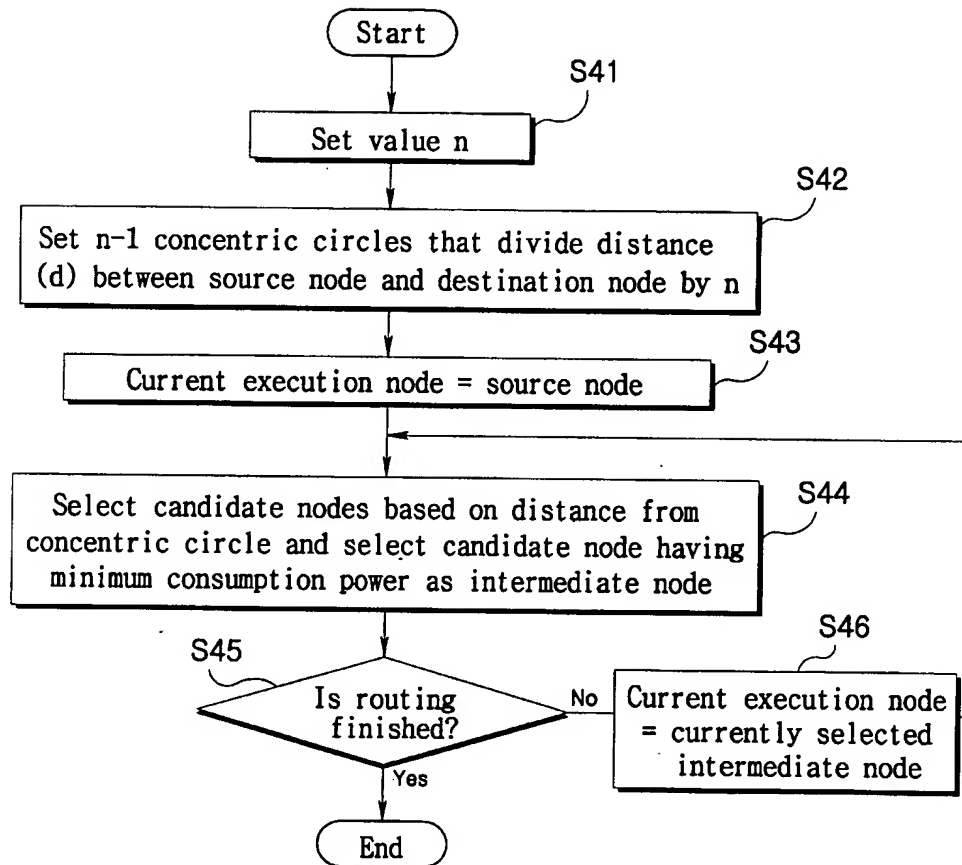 Start
S41
Set value n
S42
Set n-1 concentric circles that divide distance
(d) between source node and destination node by n
S43
Current execution node = source node
S44
Select candidate nodes based on distance from
concentric circle and select candidate node having
minimum consumption power as intermediate node
S45
Is routing
finished?
No
S46
Current execution node
= currently selected
intermediate node
Yes
End